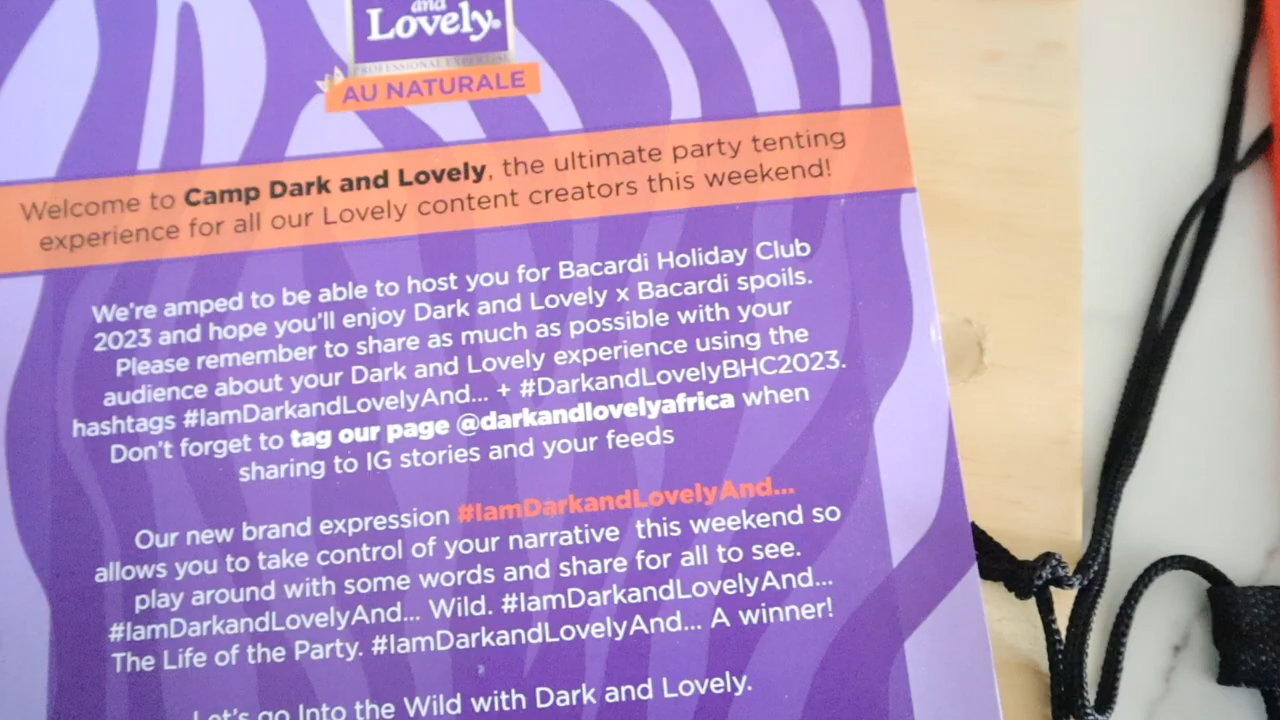 and
Lovely®
PROFESSIONAL EXPERTISE
AU NATURALE
Welcome to Camp Dark and Lovely, the ultimate party tenting
experience for all our Lovely content creators this weekend!
We're amped to be able to host you for Bacardi Holiday Club
2023 and hope you'll enjoy Dark and Lovely x Bacardi spoils.
Please remember to share as much as possible with your
audience about your Dark and Lovely experience using the
hashtags #IamDarkandLovelyAnd... + #DarkandLovelyBHC2023.
Don't forget to tag our page @darkandlovelyafrica when
sharing to IG stories and your feeds
Our new brand expression #IamDarkandLovelyAnd...
allows you to take control of your narrative this weekend so
play around with some words and share for all to see.
#IamDarkandLovelyAnd... Wild. #IamDarkandLovelyAnd...
The Life of the Party. #IamDarkandLovelyAnd... A winner!
Let's go Into the Wild with Dark and Lovely.